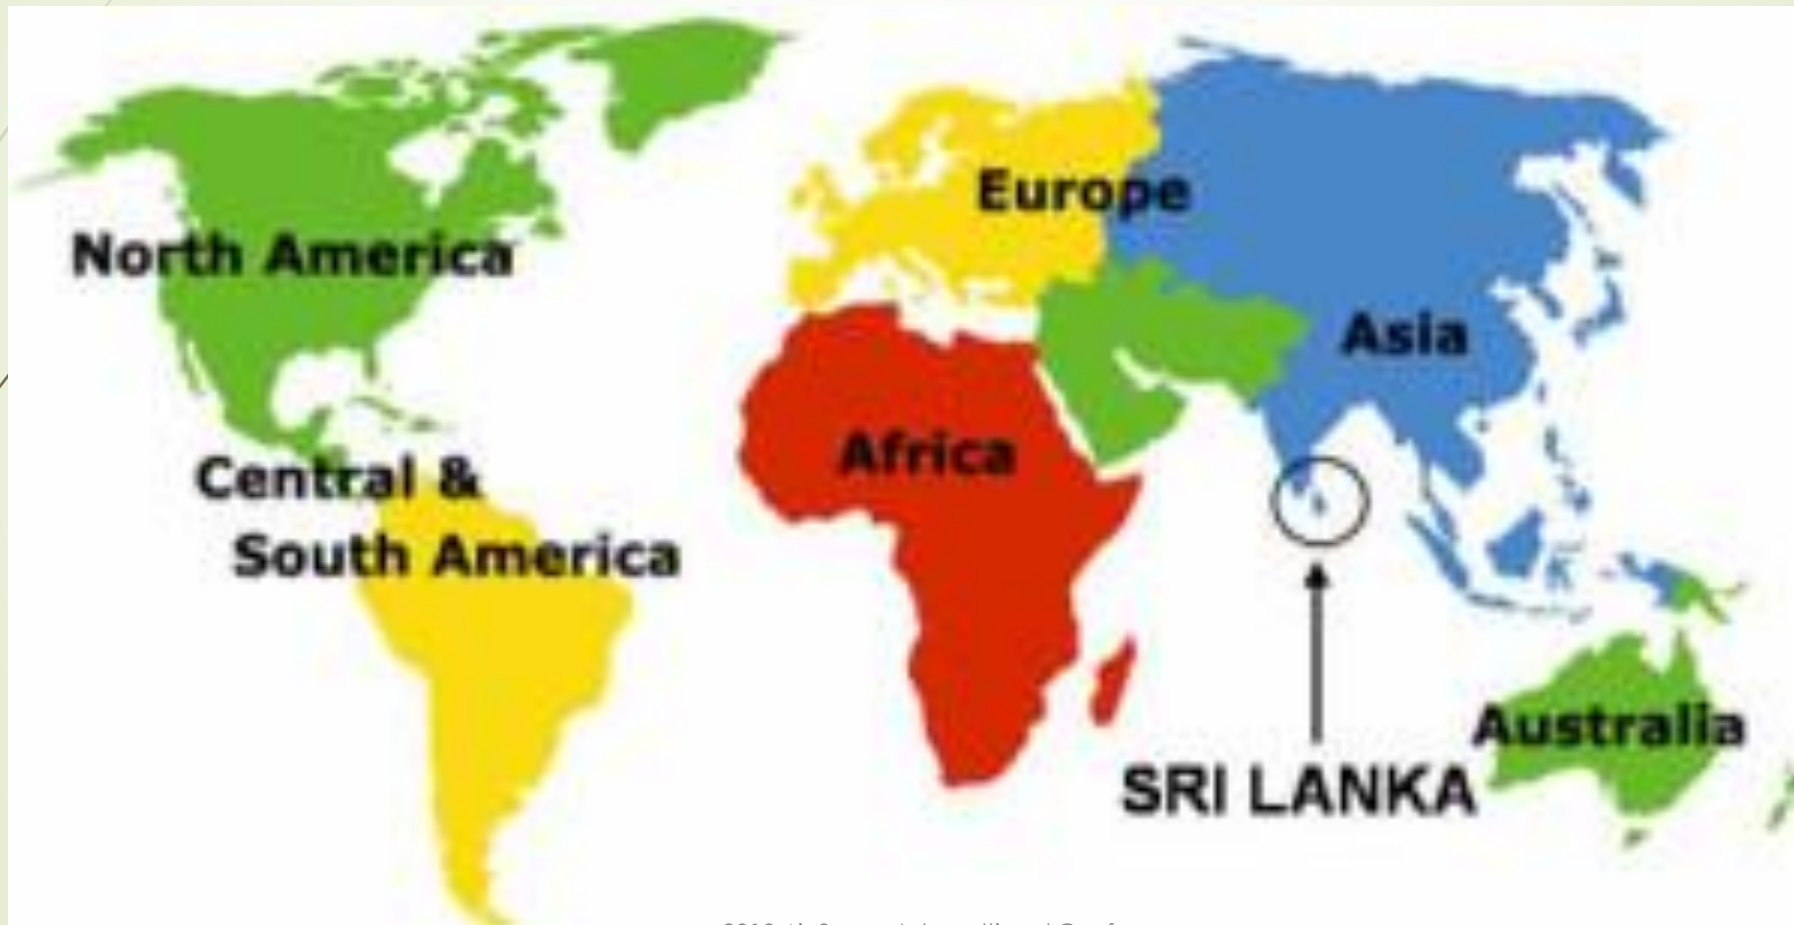 Europe
North America
Asia
Africa
Central &
South America
Australia
SRI LANKA